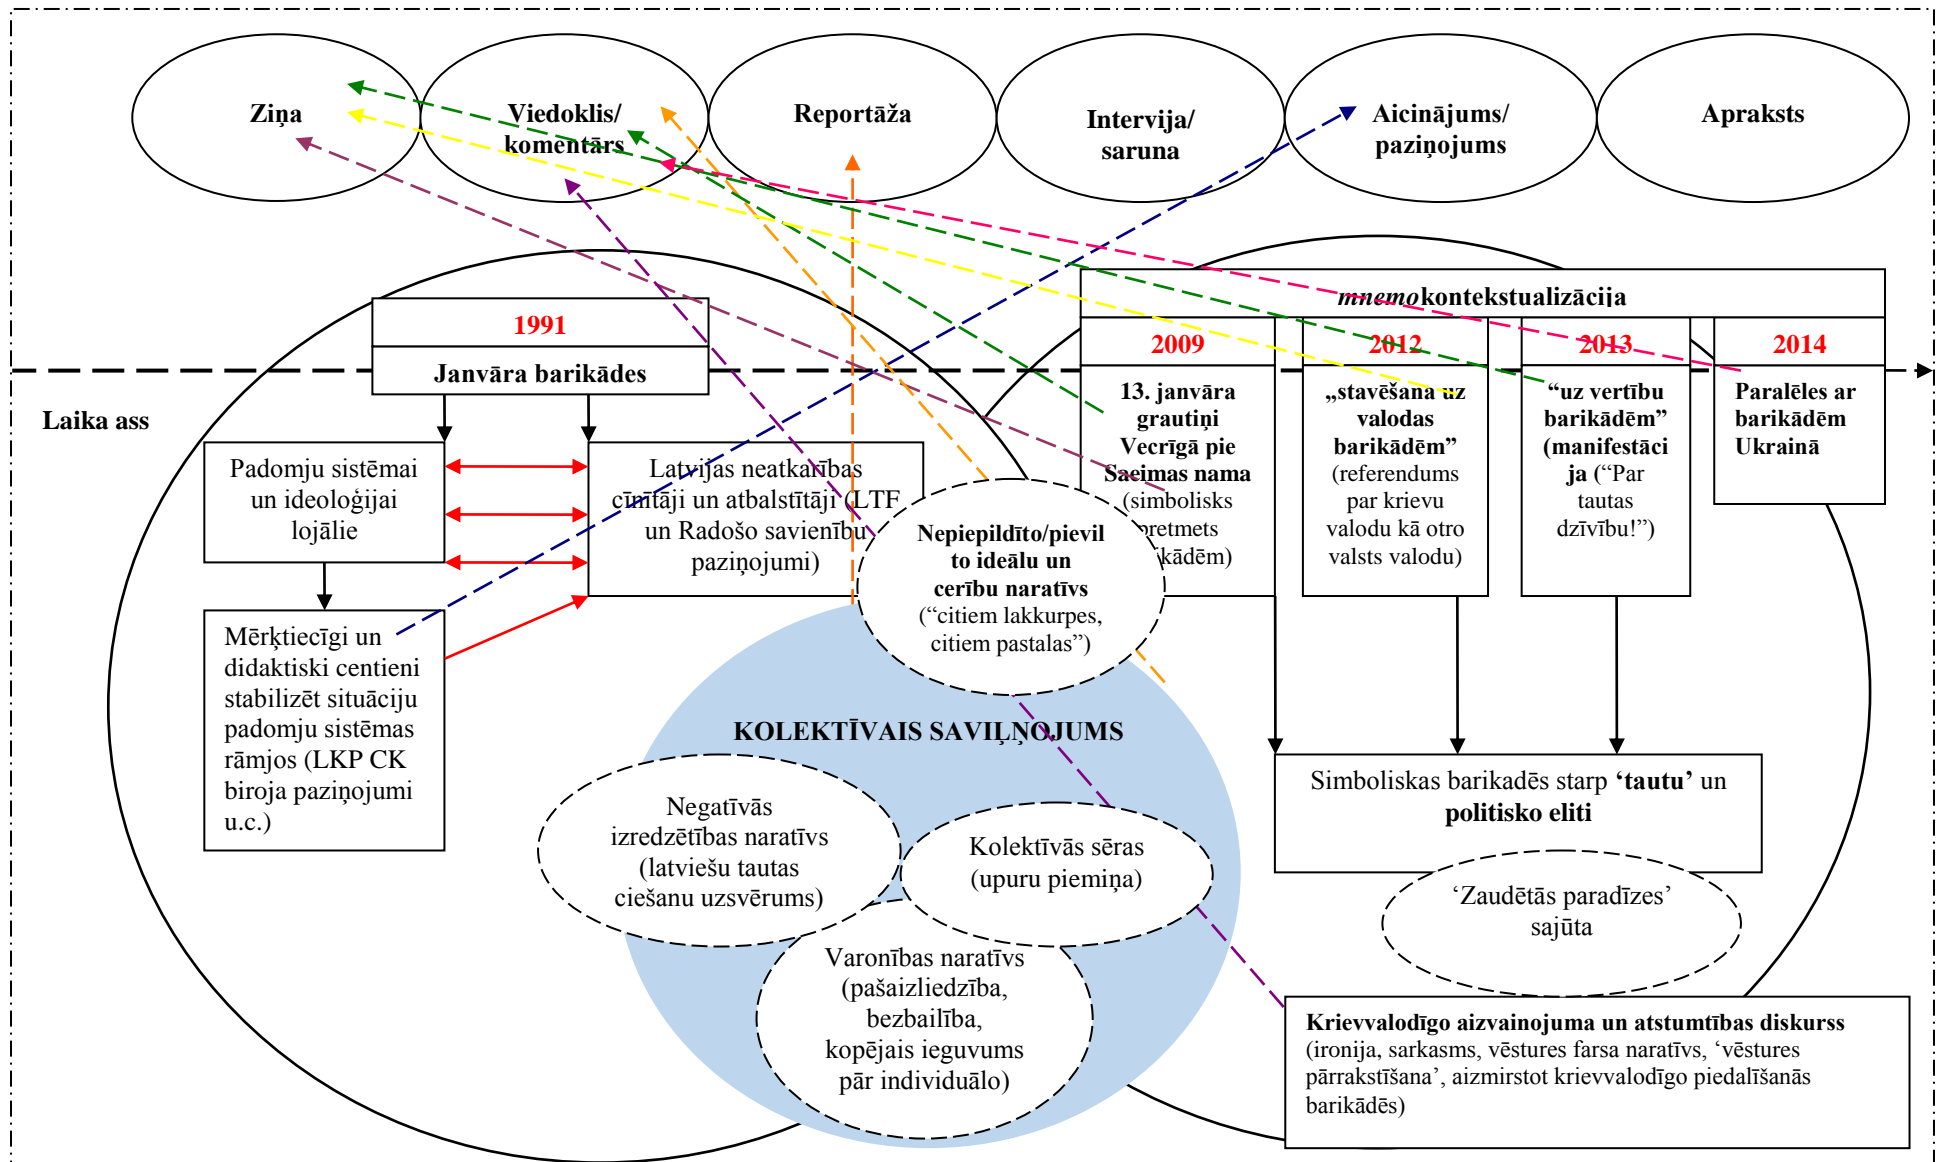 Ziņa
Viedoklis/
komentārs
Reportāža
Intervija/
saruna
Aicinājums/
paziņojums
Apraksts
mnemokontekstualizācija
1991
Janvāra barikādes
2009
2012
2013
2014
Laika ass
13. janvāra
grautiņi
Vecrīgā pie
Saeimas nama
(simbolisks
pretmets
kādēm)
„stavēšana uz
valodas
barikādēm”
(referendums
par krievu
valodu kā otro
valsts valodu)
“uz vertību
barikādēm”
(manifestāci
ja (“Par
tautas
dzīvību!”)
Paralēles ar
barikādēm
Ukrainā
Padomju sistēmai
un ideoloģijai
lojālie
Latvijas neatkarības
cīnītāji un atbalstītāji (LTF
un Radošo savienību
paziņojumi)
Nepiepildīto/pievil
to ideālu un
cerību naratīvs
(“citiem lakkurpes,
citiem pastalas”)
Mērķtiecīgi un
didaktiski centieni
stabilizēt situāciju
padomju sistēmas
rāmjos (LKP CK
biroja paziņojumi
u.c.)
KOLEKTĪVAIS SAVIĻŅOJUMS
Negatīvās
izredzētības naratīvs
(latviešu tautas
ciešanu uzsvērums)
Kolektīvās sēras
(upuru piemiņa)
Varonības naratīvs
(pašaizliedzība,
bezbailība,
kopējais ieguvums
pār individuālo)
Simboliskas barikadēs starp ‘tautu’ un
politisko eliti
‘Zaudētās paradīzes’
sajūta
Krievvalodīgo aizvainojuma un atstumtības diskurss
(ironija, sarkasms, vēstures farsa naratīvs, ‘vēstures
pārrakstīšana’, aizmirstot krievvalodīgo piedalīšanās
barikādēs)